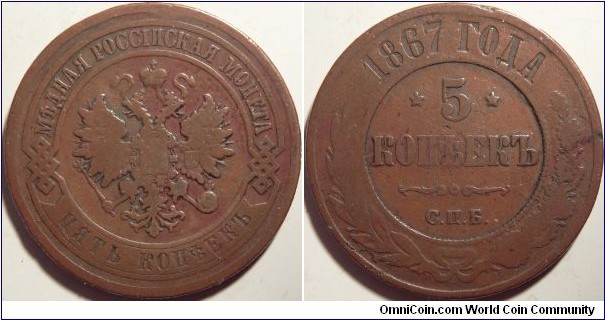 МѢДНАЯ РОССІЙСКАЯ МОНЕТА
ПЯТЬ КОПѢЕКЪ
1867 ГОДА
5
КОПѢЕКЪ
С.П.Б.
OmniCoin.com World Coin Community